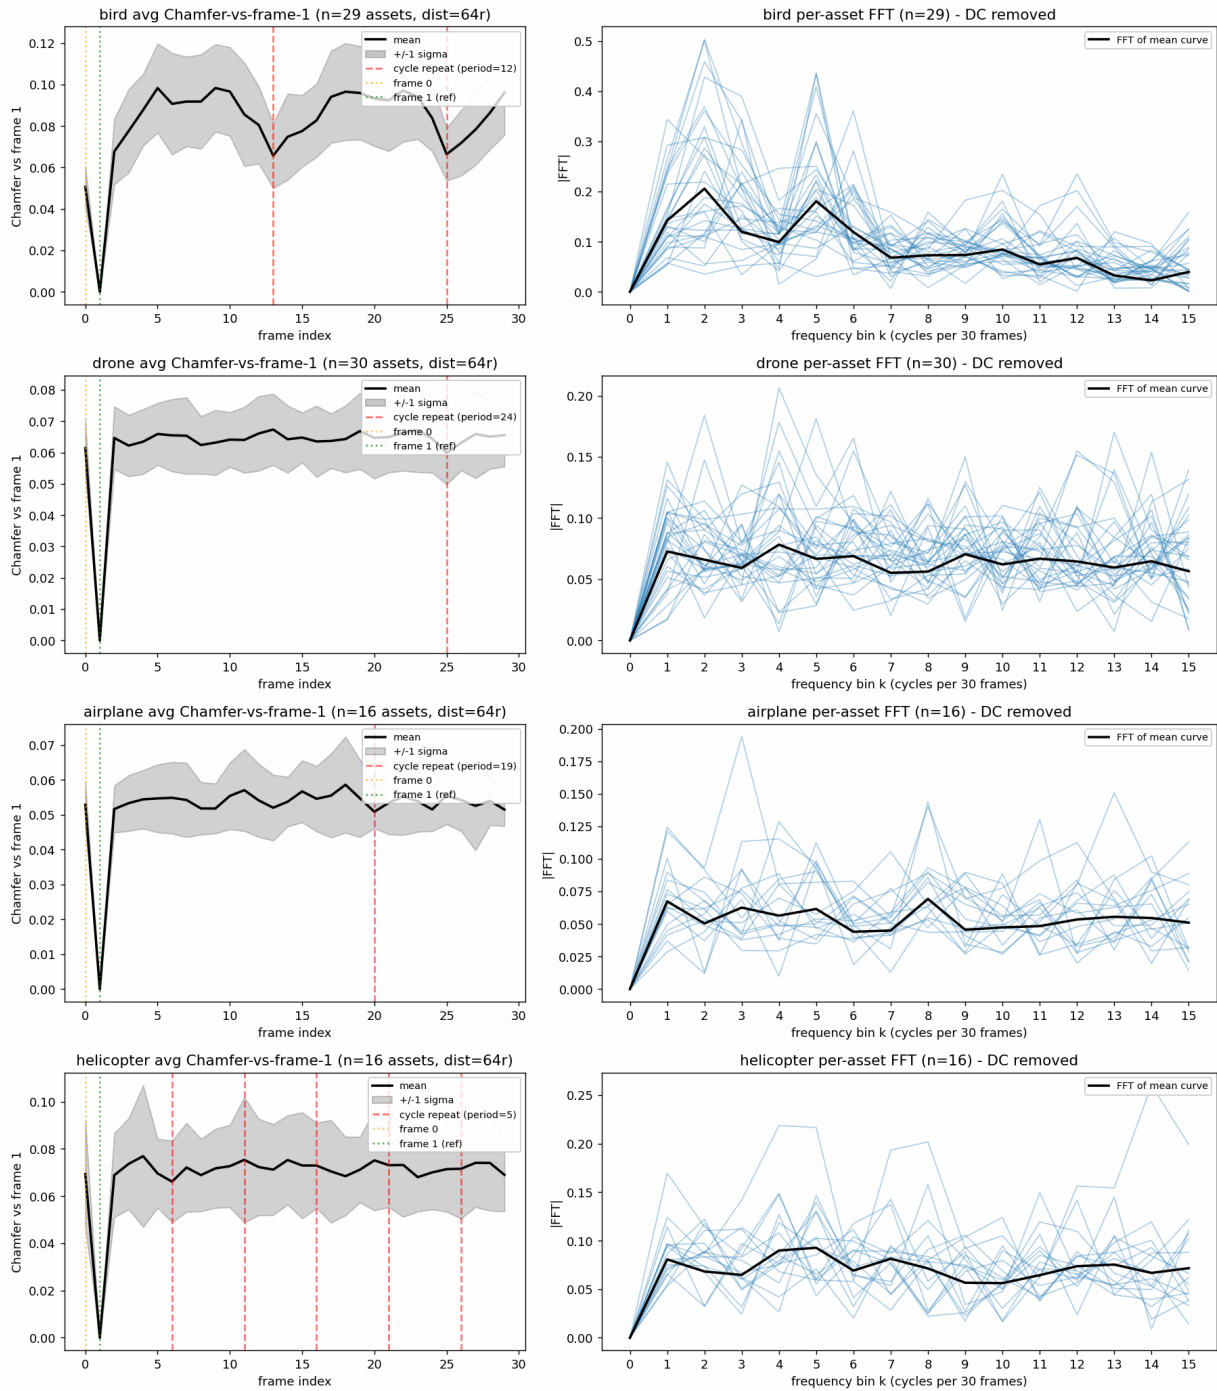 bird avg Chamfer-vs-frame-1 (n=29 assets, dist=64r)
Chamfer vs frame 1
0.12
0.10
0.08
0.06
0.04
0.02
0.00
mean
+/-1 sigma
cycle repeat (period=12)
frame 0
frame 1 (ref)
0 5 10 15 20 25 30
frame index
bird per-asset FFT (n=29) - DC removed
|FFT|
0.5
0.4
0.3
0.2
0.1
0.0
FFT of mean curve
0 1 2 3 4 5 6 7 8 9 10 11 12 13 14 15
frequency bin k (cycles per 30 frames)
drone avg Chamfer-vs-frame-1 (n=30 assets, dist=64r)
Chamfer vs frame 1
0.08
0.07
0.06
0.05
0.04
0.03
0.02
0.01
0.00
mean
+/-1 sigma
cycle repeat (period=24)
frame 0
frame 1 (ref)
0 5 10 15 20 25 30
frame index
drone per-asset FFT (n=30) - DC removed
|FFT|
0.20
0.15
0.10
0.05
0.00
FFT of mean curve
0 1 2 3 4 5 6 7 8 9 10 11 12 13 14 15
frequency bin k (cycles per 30 frames)
airplane avg Chamfer-vs-frame-1 (n=16 assets, dist=64r)
Chamfer vs frame 1
0.07
0.06
0.05
0.04
0.03
0.02
0.01
0.00
mean
+/-1 sigma
cycle repeat (period=19)
frame 0
frame 1 (ref)
0 5 10 15 20 25 30
frame index
airplane per-asset FFT (n=16) - DC removed
|FFT|
0.200
0.175
0.150
0.125
0.100
0.075
0.050
0.025
0.000
FFT of mean curve
0 1 2 3 4 5 6 7 8 9 10 11 12 13 14 15
frequency bin k (cycles per 30 frames)
helicopter avg Chamfer-vs-frame-1 (n=16 assets, dist=64r)
Chamfer vs frame 1
0.10
0.08
0.06
0.04
0.02
0.00
mean
+/-1 sigma
cycle repeat (period=5)
frame 0
frame 1 (ref)
0 5 10 15 20 25 30
frame index
helicopter per-asset FFT (n=16) - DC removed
|FFT|
0.25
0.20
0.15
0.10
0.05
0.00
FFT of mean curve
0 1 2 3 4 5 6 7 8 9 10 11 12 13 14 15
frequency bin k (cycles per 30 frames)